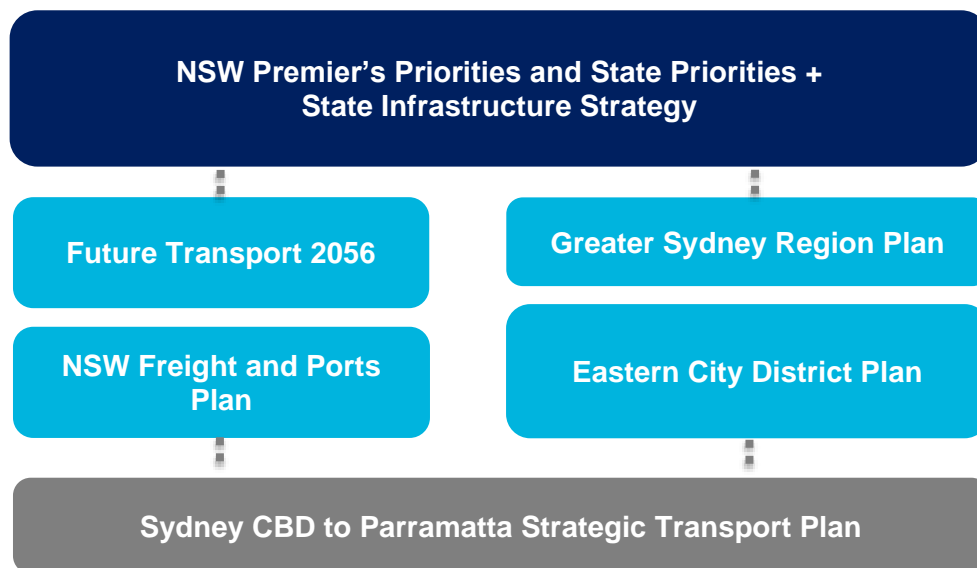 NSW Premier’s Priorities and State Priorities +
State Infrastructure Strategy
Future Transport 2056
Greater Sydney Region Plan
NSW Freight and Ports
Plan
Eastern City District Plan
Sydney CBD to Parramatta Strategic Transport Plan